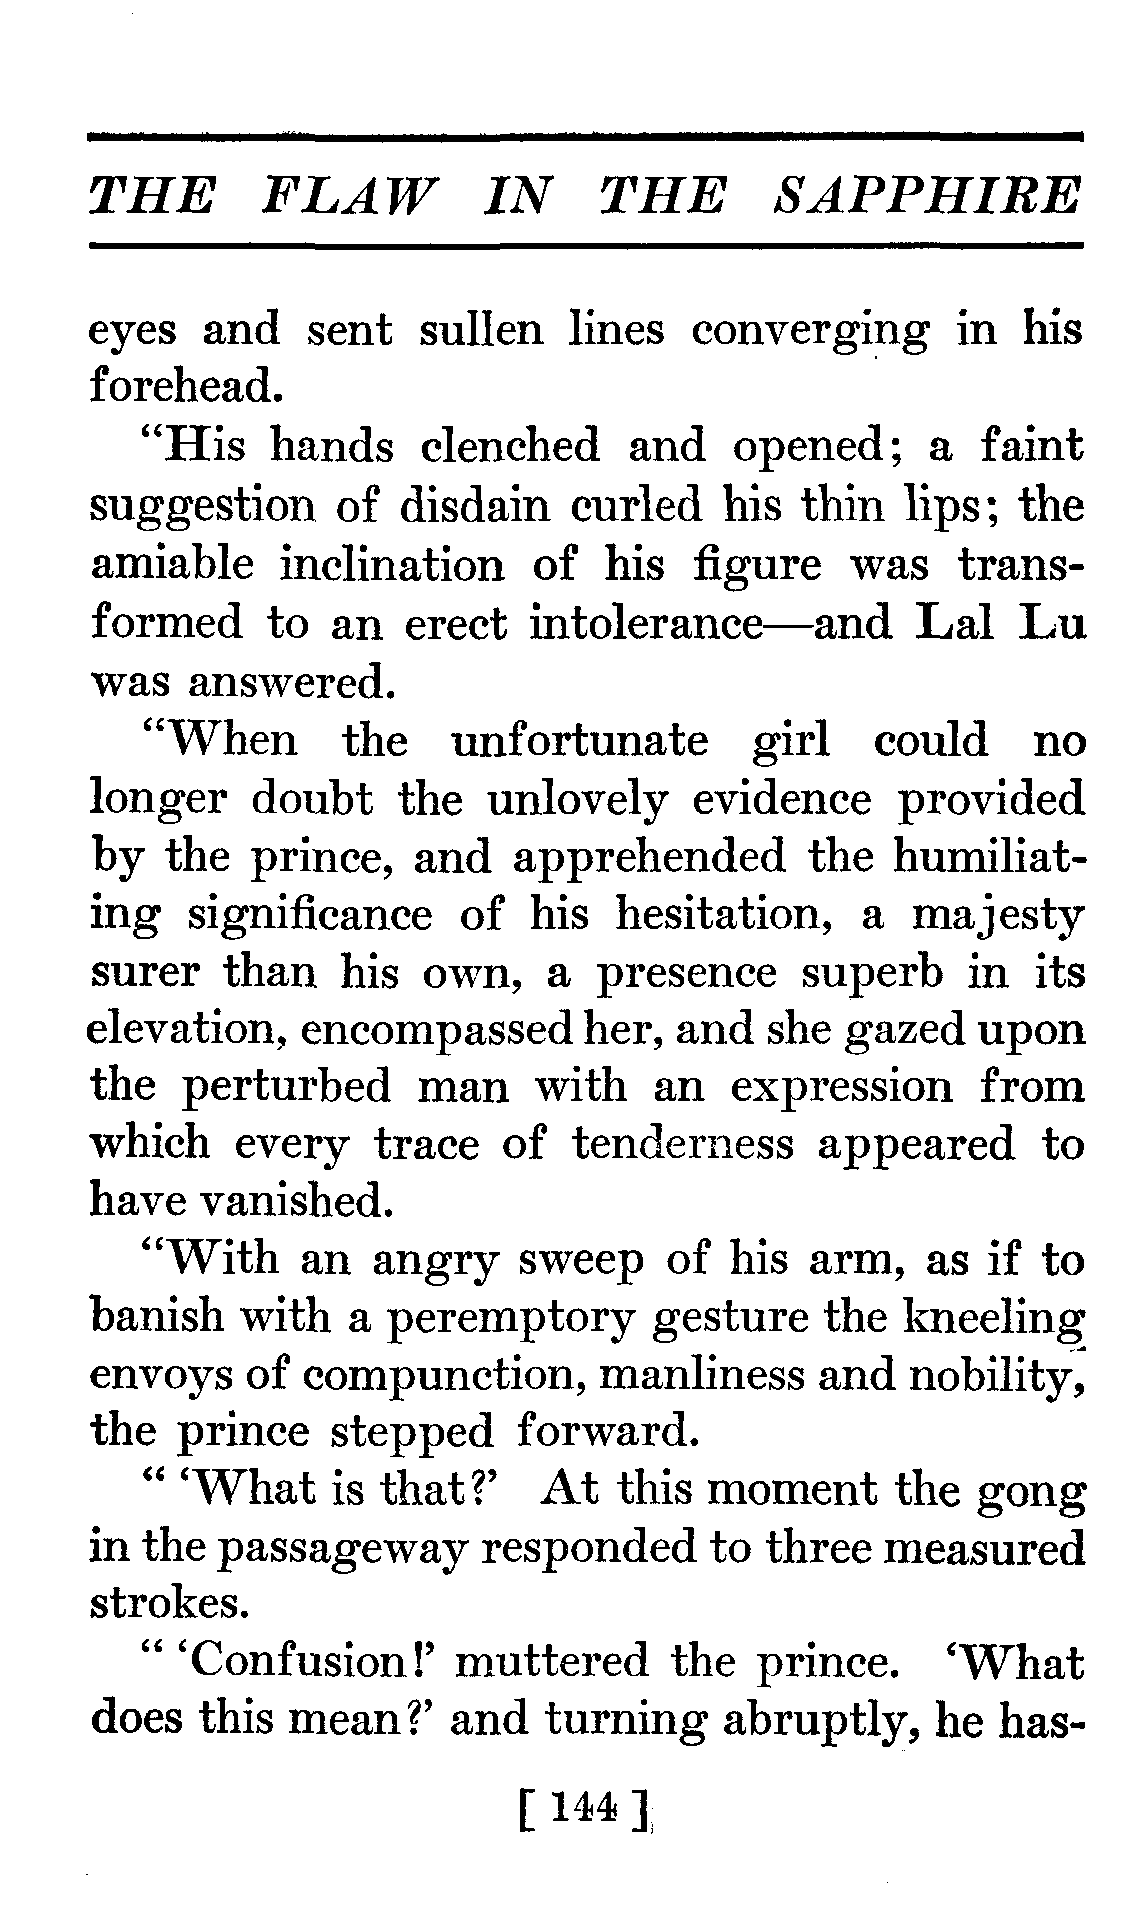 THE FLAW IN THE SAPPHIRE
eyes and sent sullen lines converging in his
forehead.
“His hands clenched and opened; a faint
suggestion of disdain curled his thin lips; the
amiable inclination of his figure was trans-
formed to an erect intolerance—and Lal Lu
was answered.
“When the unfortunate girl could no
longer doubt the unlovely evidence provided
by the prince, and apprehended the humiliat-
ing significance of his hesitation, a majesty
surer than his own, a presence superb in its
elevation, encompassed her, and she gazed upon
the perturbed man with an expression from
which every trace of tenderness appeared to
have vanished.
“With an angry sweep of his arm, as if to
banish with a peremptory gesture the kneeling
envoys of compunction, manliness and nobility,
the prince stepped forward.
“ ‘What is that?’ At this moment the gong
in the passageway responded to three measured
strokes.
“ ‘Confusion!’ muttered the prince. ‘What
does this mean?’ and turning abruptly, he has-
[ 144 ]